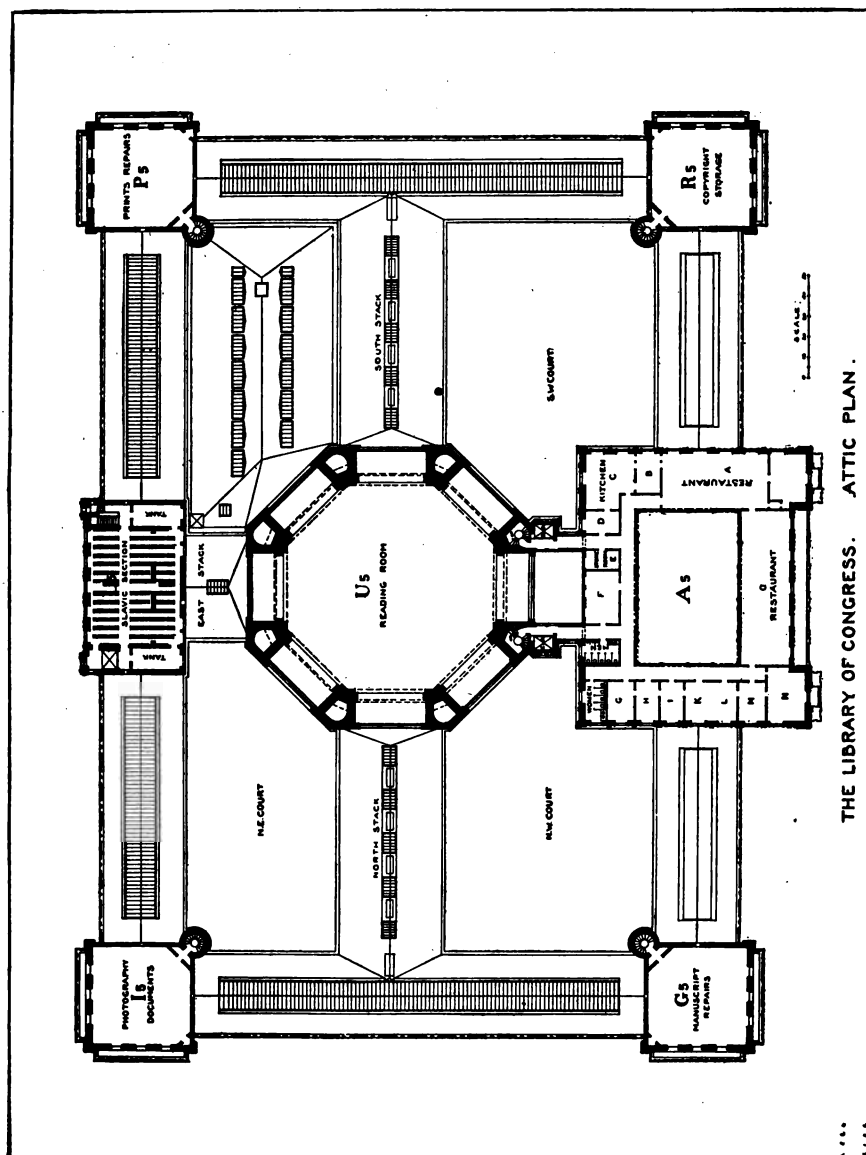 PRINTS REPAIRS
P5
R5
COPYRIGHT
STORAGE
SOUTH STACK
S.W.COURT
SCALE:
TANK
SLAVIC SECTION
TANK
EAST STACK
U5
READING ROOM
KITCHEN
C
B
A
RESTAURANT
D
E
F
A5
O
RESTAURANT
MEN
WOMEN
G
H
I
K
L
M
N
N.E.COURT
NORTH STACK
N.W.COURT
PHOTOGRAPHY
I5
DOCUMENTS
G5
MANUSCRIPT
REPAIRS
THE LIBRARY OF CONGRESS. ATTIC PLAN.